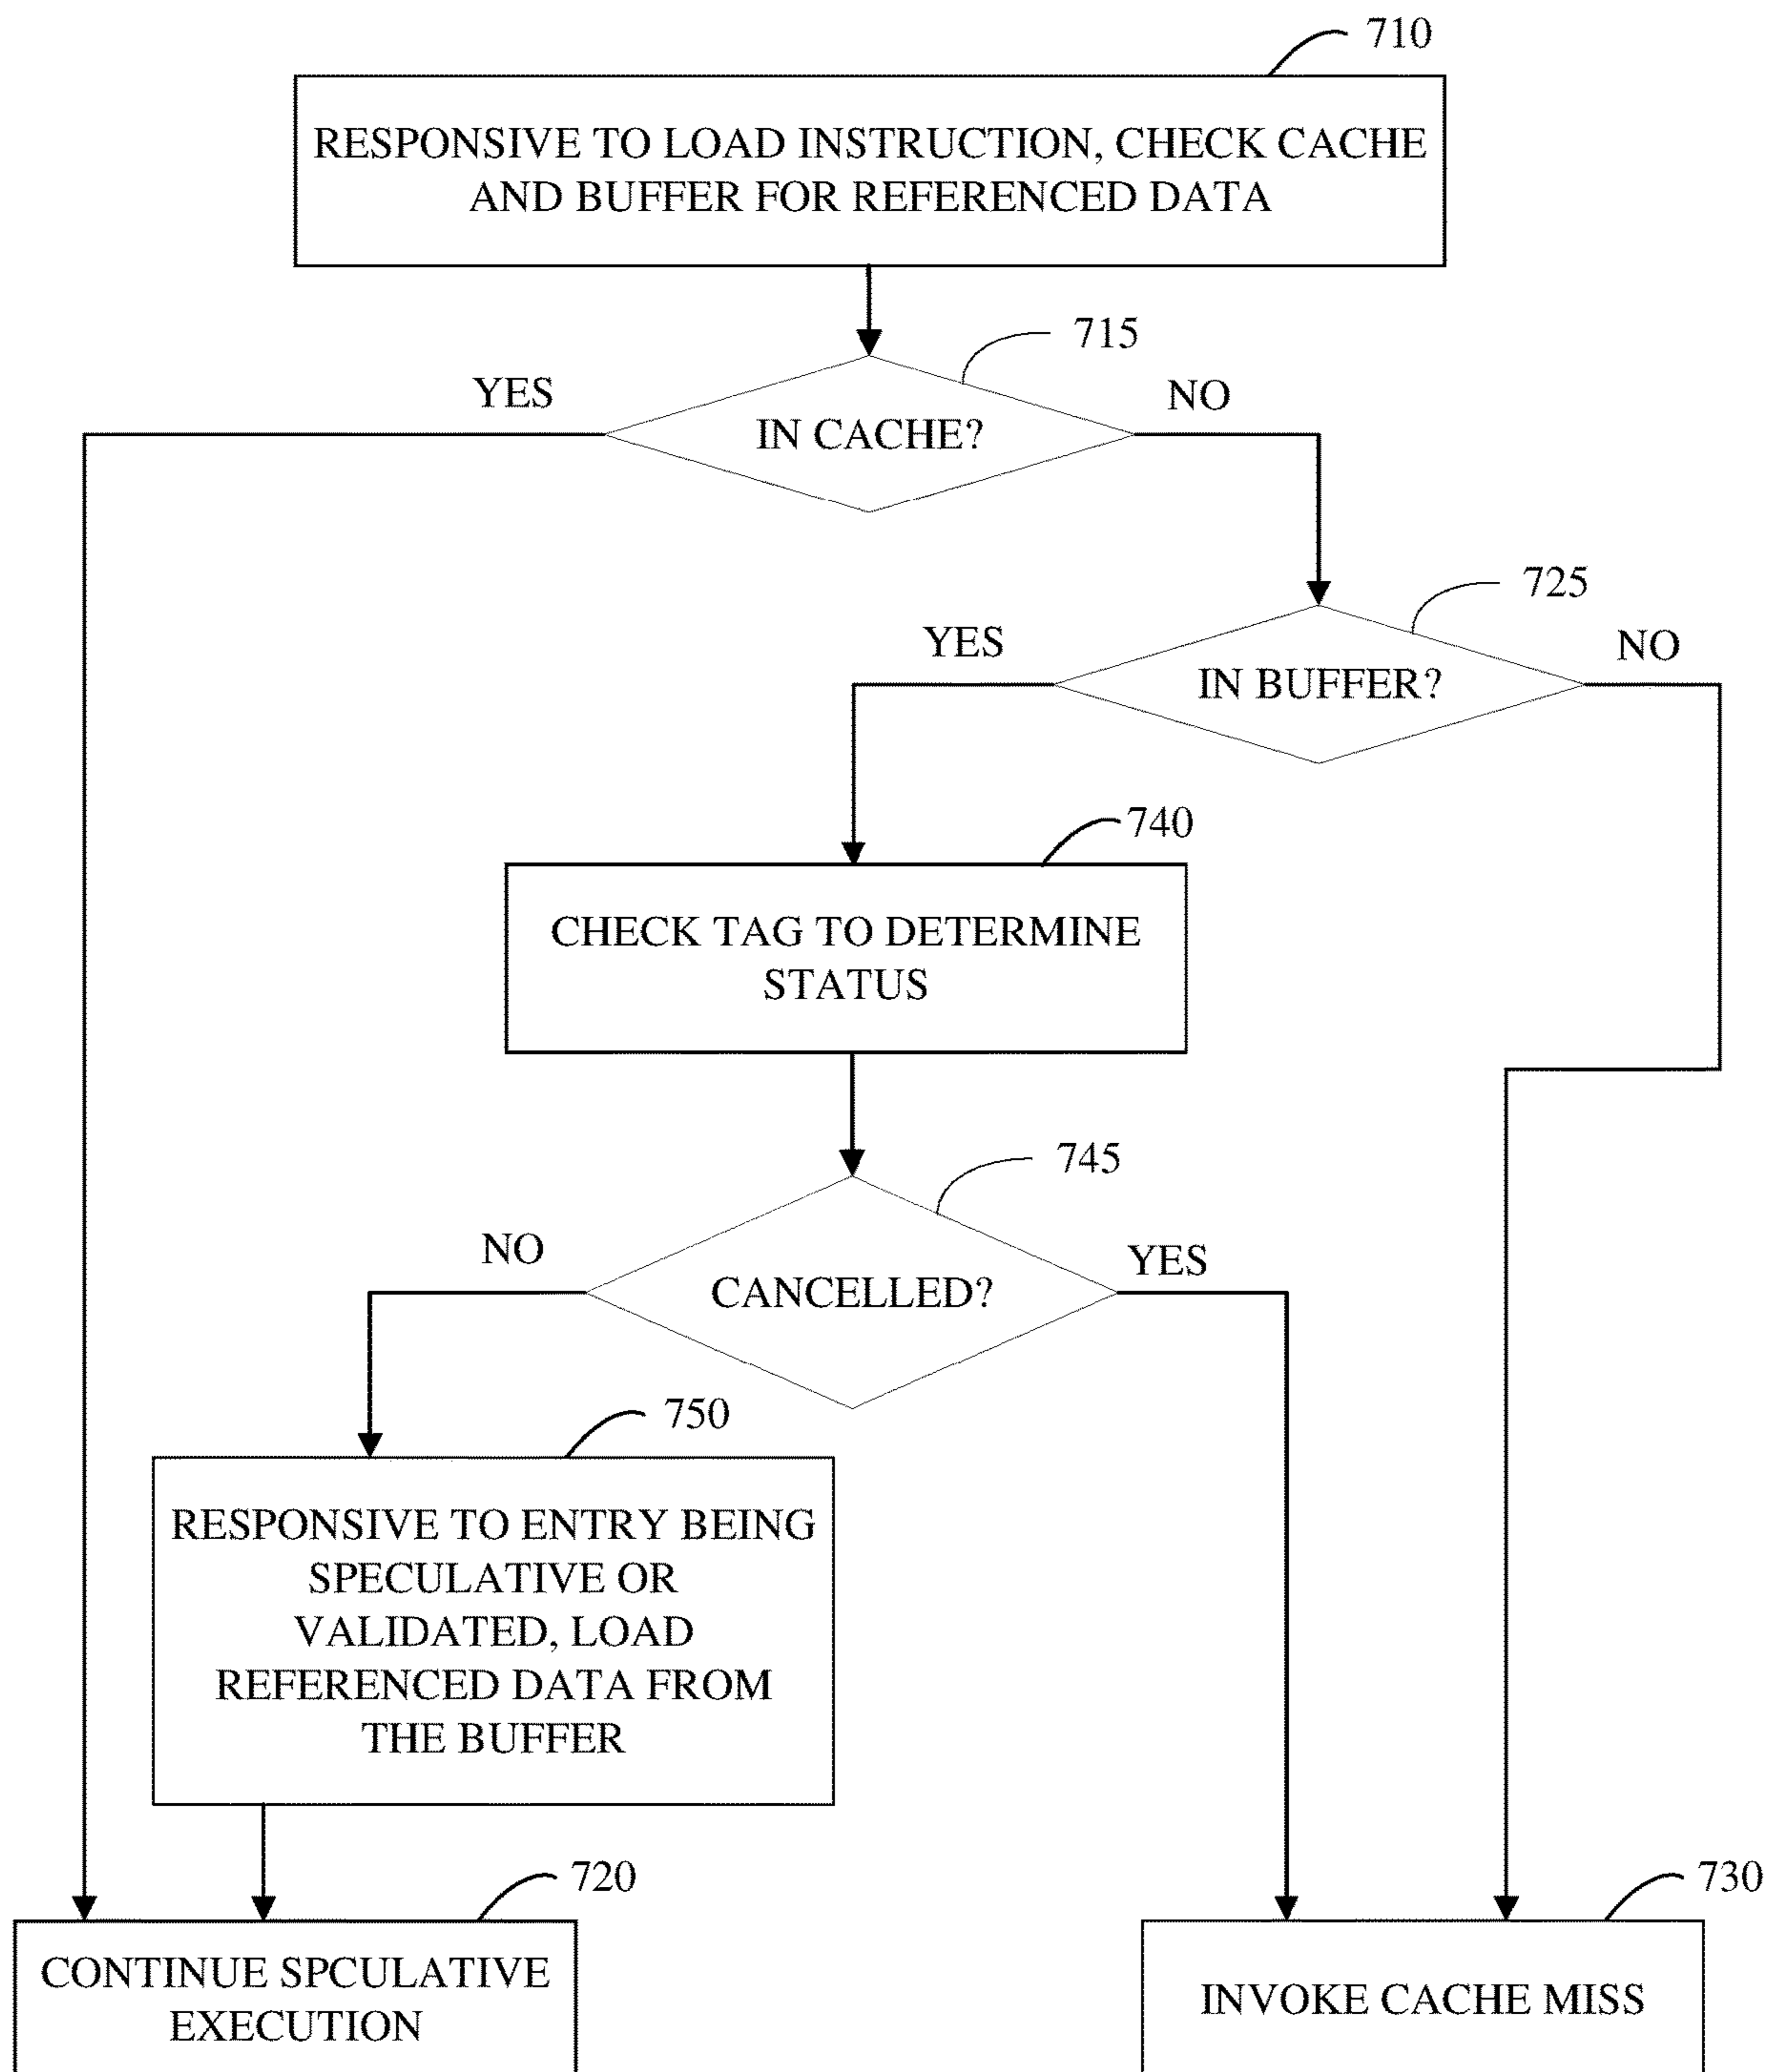 710
RESPONSIVE TO LOAD INSTRUCTION, CHECK CACHE
AND BUFFER FOR REFERENCED DATA
715
YES
NO
IN CACHE?
725
YES
NO
IN BUFFER?
740
CHECK TAG TO DETERMINE
STATUS
745
NO
YES
CANCELLED?
750
RESPONSIVE TO ENTRY BEING
SPECULATIVE OR
VALIDATED, LOAD
REFERENCED DATA FROM
THE BUFFER
720
730
CONTINUE SPCULATIVE
EXECUTION
INVOKE CACHE MISS